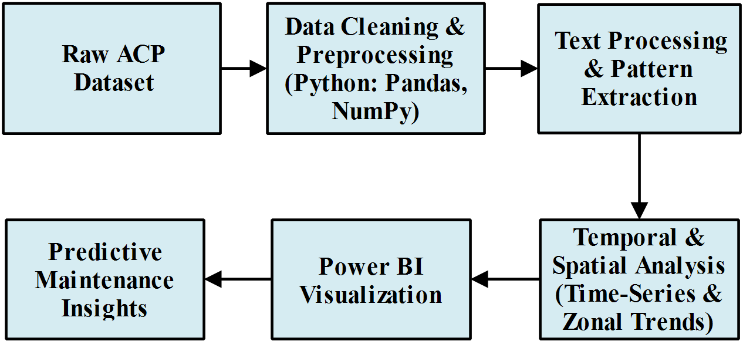 Raw ACP
Dataset
Data Cleaning &
Preprocessing
(Python: Pandas,
NumPy)
Text Processing
& Pattern
Extraction
Temporal &
Spatial Analysis
(Time-Series &
Zonal Trends)
Power BI
Visualization
Predictive
Maintenance
Insights